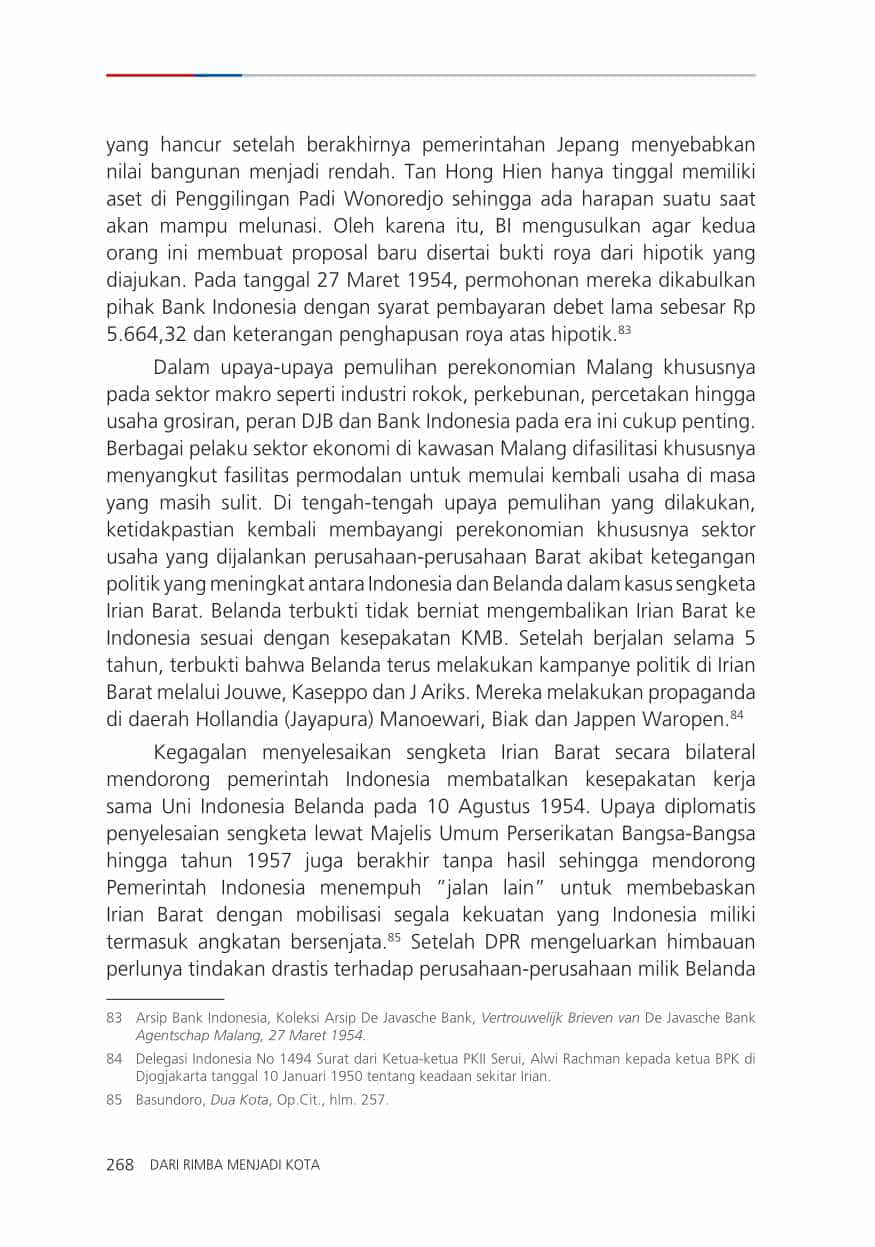 yang hancur setelah berakhirnya pemerintahan Jepang menyebabkan
nilai bangunan menjadi rendah. Tan Hong Hien hanya tinggal memiliki
aset di Penggilingan Padi Wonoredjo sehingga ada harapan suatu saat
akan mampu melunasi. Oleh karena itu, BI mengusulkan agar kedua
orang ini membuat proposal baru disertai bukti roya dari hipotik yang
diajukan. Pada tanggal 27 Maret 1954, permohonan mereka dikabulkan
pihak Bank Indonesia dengan syarat pembayaran debet lama sebesar Rp
5.664,32 dan keterangan penghapusan roya atas hipotik.83
Dalam upaya-upaya pemulihan perekonomian Malang khususnya
pada sektor makro seperti industri rokok, perkebunan, percetakan hingga
usaha grosiran, peran DJB dan Bank Indonesia pada era ini cukup penting.
Berbagai pelaku sektor ekonomi di kawasan Malang difasilitasi khususnya
menyangkut fasilitas permodalan untuk memulai kembali usaha di masa
yang masih sulit. Di tengah-tengah upaya pemulihan yang dilakukan,
ketidakpastian kembali membayangi perekonomian khususnya sektor
usaha yang dijalankan perusahaan-perusahaan Barat akibat ketegangan
politik yang meningkat antara Indonesia dan Belanda dalam kasus sengketa
Irian Barat. Belanda terbukti tidak berniat mengembalikan Irian Barat ke
Indonesia sesuai dengan kesepakatan KMB. Setelah berjalan selama 5
tahun, terbukti bahwa Belanda terus melakukan kampanye politik di Irian
Barat melalui Jouwe, Kaseppo dan J Ariks. Mereka melakukan propaganda
di daerah Hollandia (Jayapura) Manoewari, Biak dan Jappen Waropen.84
Kegagalan menyelesaikan sengketa Irian Barat secara bilateral
mendorong pemerintah Indonesia membatalkan kesepakatan kerja
sama Uni Indonesia Belanda pada 10 Agustus 1954. Upaya diplomatis
penyelesaian sengketa lewat Majelis Umum Perserikatan Bangsa-Bangsa
hingga tahun 1957 juga berakhir tanpa hasil sehingga mendorong
Pemerintah Indonesia menempuh ”jalan lain” untuk membebaskan
Irian Barat dengan mobilisasi segala kekuatan yang Indonesia miliki
termasuk angkatan bersenjata.85 Setelah DPR mengeluarkan himbauan
perlunya tindakan drastis terhadap perusahaan-perusahaan milik Belanda
83 Arsip Bank Indonesia, Koleksi Arsip De Javasche Bank, Vertrouwelijk Brieven van De Javasche Bank
Agentschap Malang, 27 Maret 1954.
84 Delegasi Indonesia No 1494 Surat dari Ketua-ketua PKII Serui, Alwi Rachman kepada ketua BPK di
Djogjakarta tanggal 10 Januari 1950 tentang keadaan sekitar Irian.
85 Basundoro, Dua Kota, Op.Cit., hlm. 257.
268 DARI RIMBA MENJADI KOTA